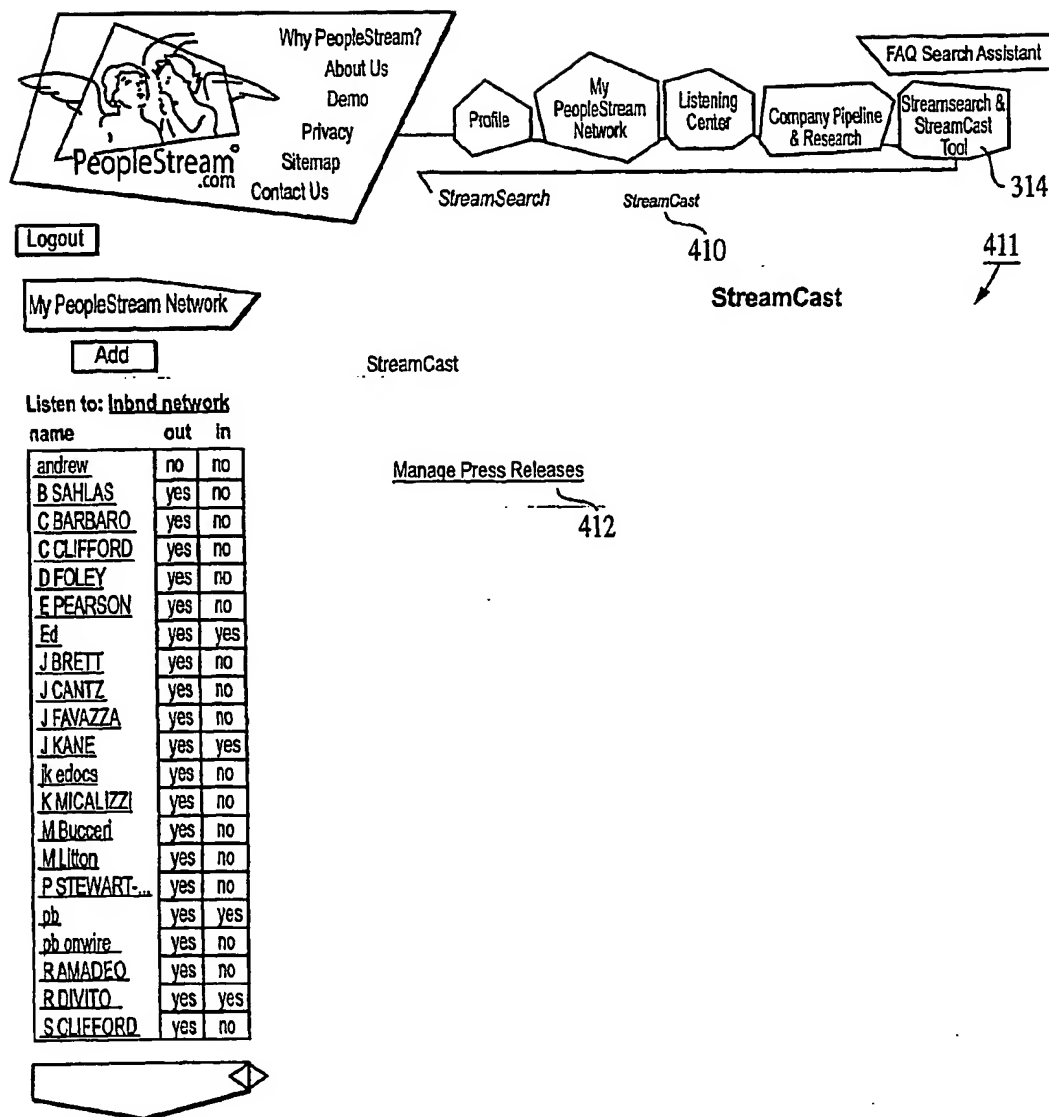 Why PeopleStream?
About Us
Demo
Privacy
Sitemap
Contact Us
PeopleStream
.com
FAQ Search Assistant
Profile
My
PeopleStream
Network
Listening
Center
Company Pipeline
& Research
Streamsearch &
StreamCast
Tool
314
StreamSearch
StreamCast
410
411
Logout
StreamCast
My PeopleStream Network
Add
StreamCast
Listen to: Inbnd network
name out in
andrew no no
B SAHLAS yes no
C BARBARO yes no
C CLIFFORD yes no
D FOLEY yes no
E PEARSON yes no
Ed yes yes
J BRETT yes no
J CANTZ yes no
J FAVAZZA yes no
J KANE yes yes
jk edocs yes no
K MICALIZZI yes no
M Bucceri yes no
M Litton yes no
P STEWART-... yes no
pb yes yes
pb onwire yes no
R AMADEO yes no
R DIVITO yes yes
S CLIFFORD yes no
Manage Press Releases
412